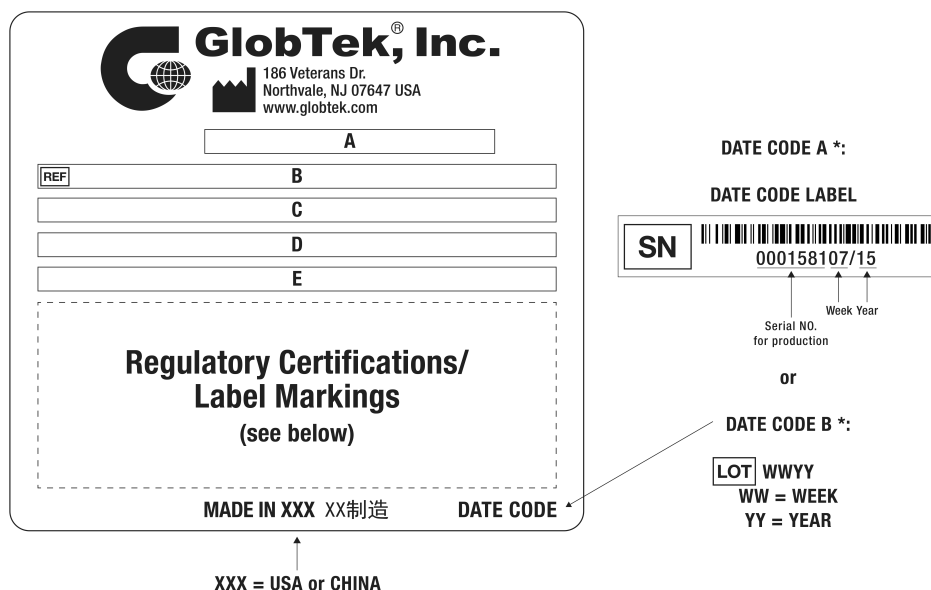 GlobTek,® Inc.
186 Veterans Dr.
Northvale, NJ 07647 USA
www.globtek.com
A
REF B
C
D
E
Regulatory Certifications/
Label Markings
(see below)
MADE IN XXX XX制造 DATE CODE
XXX = USA or CHINA
DATE CODE A *:
DATE CODE LABEL
SN
000158107/15
Week Year
Serial NO.
for production
or
DATE CODE B *:
LOT WWYY
WW = WEEK
YY = YEAR